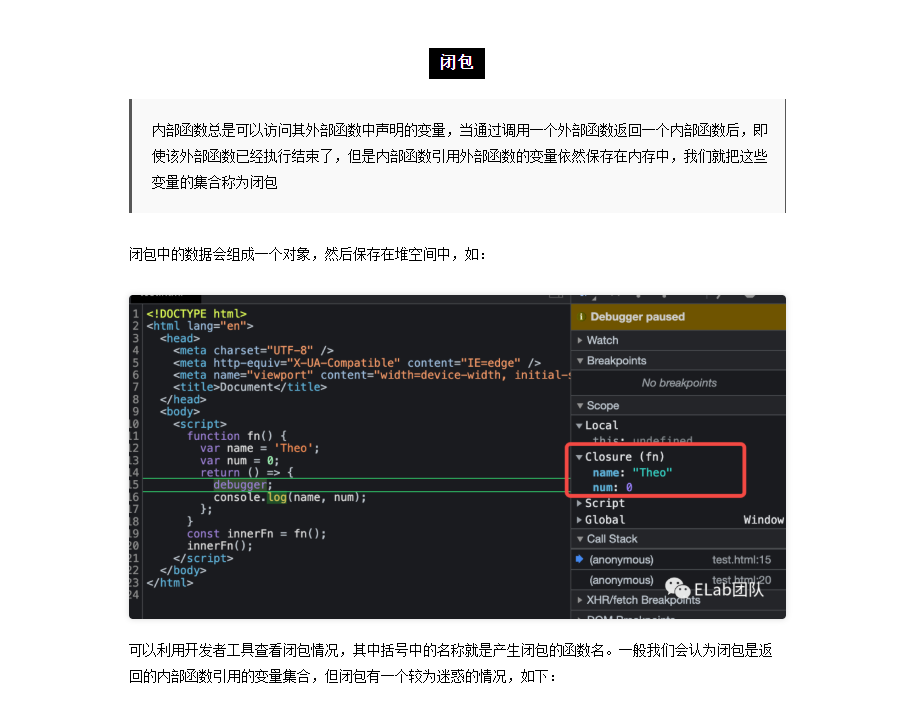 闭包
内部函数总是可以访问其外部函数中声明的变量，当通过调用一个外部函数返回一个内部函数后，即
使该外部函数已经执行结束了，但是内部函数引用外部函数的变量依然保存在内存中，我们就把这些
变量的集合称为闭包
闭包中的数据会组成一个对象，然后保存在堆空间中，如：
1 <!DOCTYPE html>
2 <html lang="en">
3 <head>
4 <meta charset="UTF-8" />
5 <meta http-equiv="X-UA-Compatible" content="IE=edge" />
6 <meta name="viewport" content="width=device-width, initial-s
7 <title>Document</title>
8 </head>
9 <body>
10 <script>
11 function fn() {
12 var name = 'Theo';
13 var num = 0;
14 return () => {
15 debugger;
16 console.log(name, num);
17 };
18 }
19 const innerFn = fn();
20 innerFn();
21 </script>
22 </body>
23 </html>
24
Debugger paused
Watch
Breakpoints
No breakpoints
Scope
Local
this: undefined
Closure (fn)
name: "Theo"
num: 0
Script
Global Window
Call Stack
(anonymous) test.html:15
(anonymous) test.html:20
ELab团队
XHR/fetch Breakpoints
DOM Breakpoints
可以利用开发者工具查看闭包情况，其中括号中的名称就是产生闭包的函数名。一般我们会认为闭包是返
回的内部函数引用的变量集合，但闭包有一个较为迷惑的情况，如下：